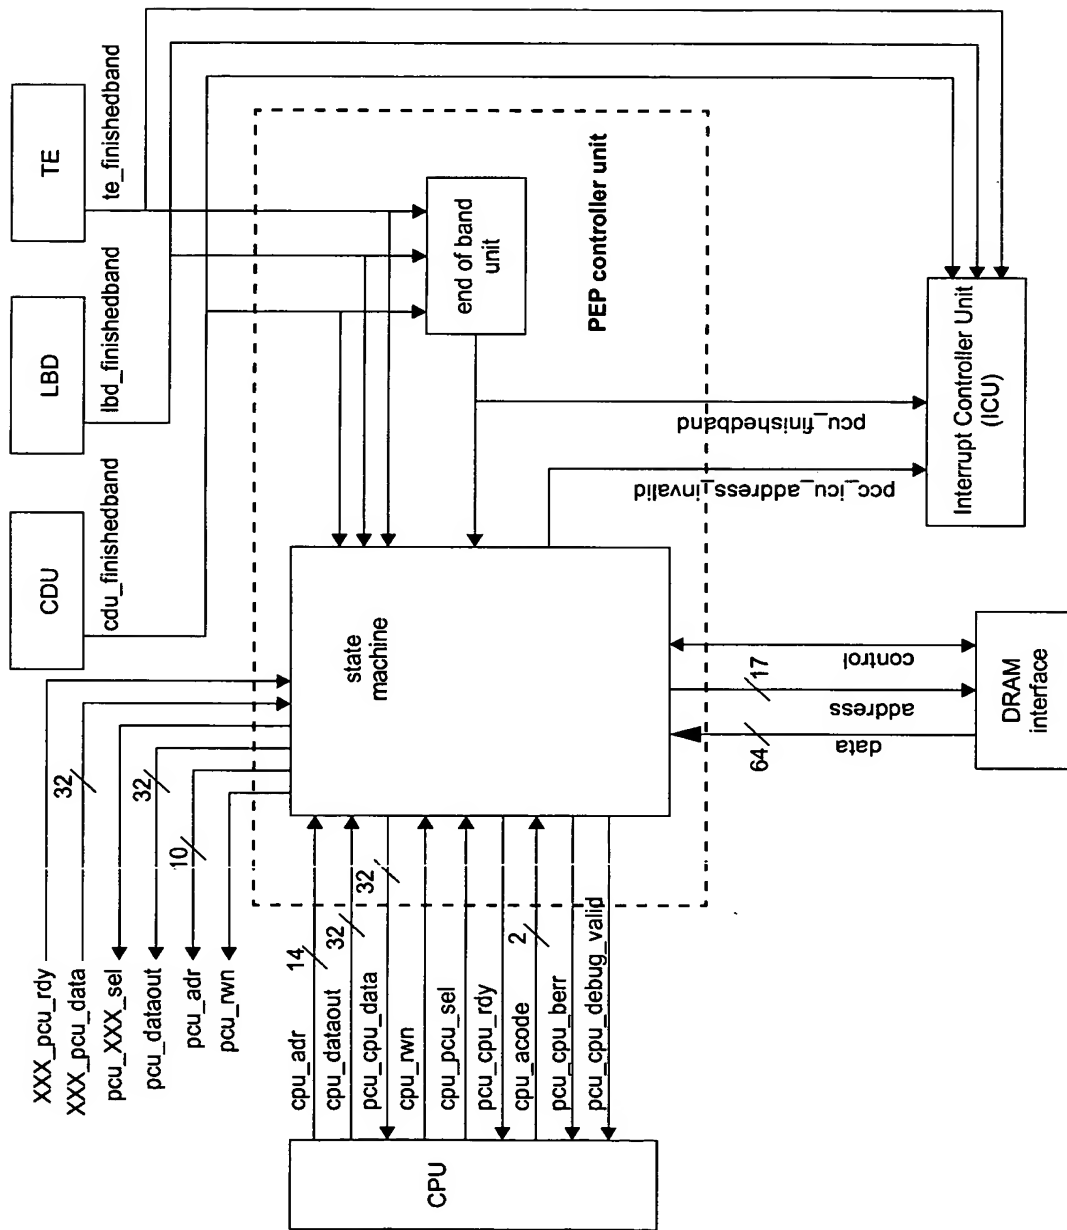 TE
te_finishedband
LBD
lbd_finishedband
CDU
cdu_finishedband
PEP controller unit
end of band
unit
state
machine
Interrupt Controller Unit
(ICU)
pcu_finishedband
pcc_icu_address_invalid
DRAM
interface
control
17
address
64
data
XXX_pcu_rdy
XXX_pcu_data
32
pcu_XXX_sel
pcu_dataout
32
pcu_adr
10
pcu_rwn
CPU
cpu_adr
14
cpu_dataout
32
pcu_cpu_data
32
cpu_rwn
cpu_pcu_sel
pcu_cpu_rdy
cpu_acode
2
pcu_cpu_berr
pcu_cpu_debug_valid